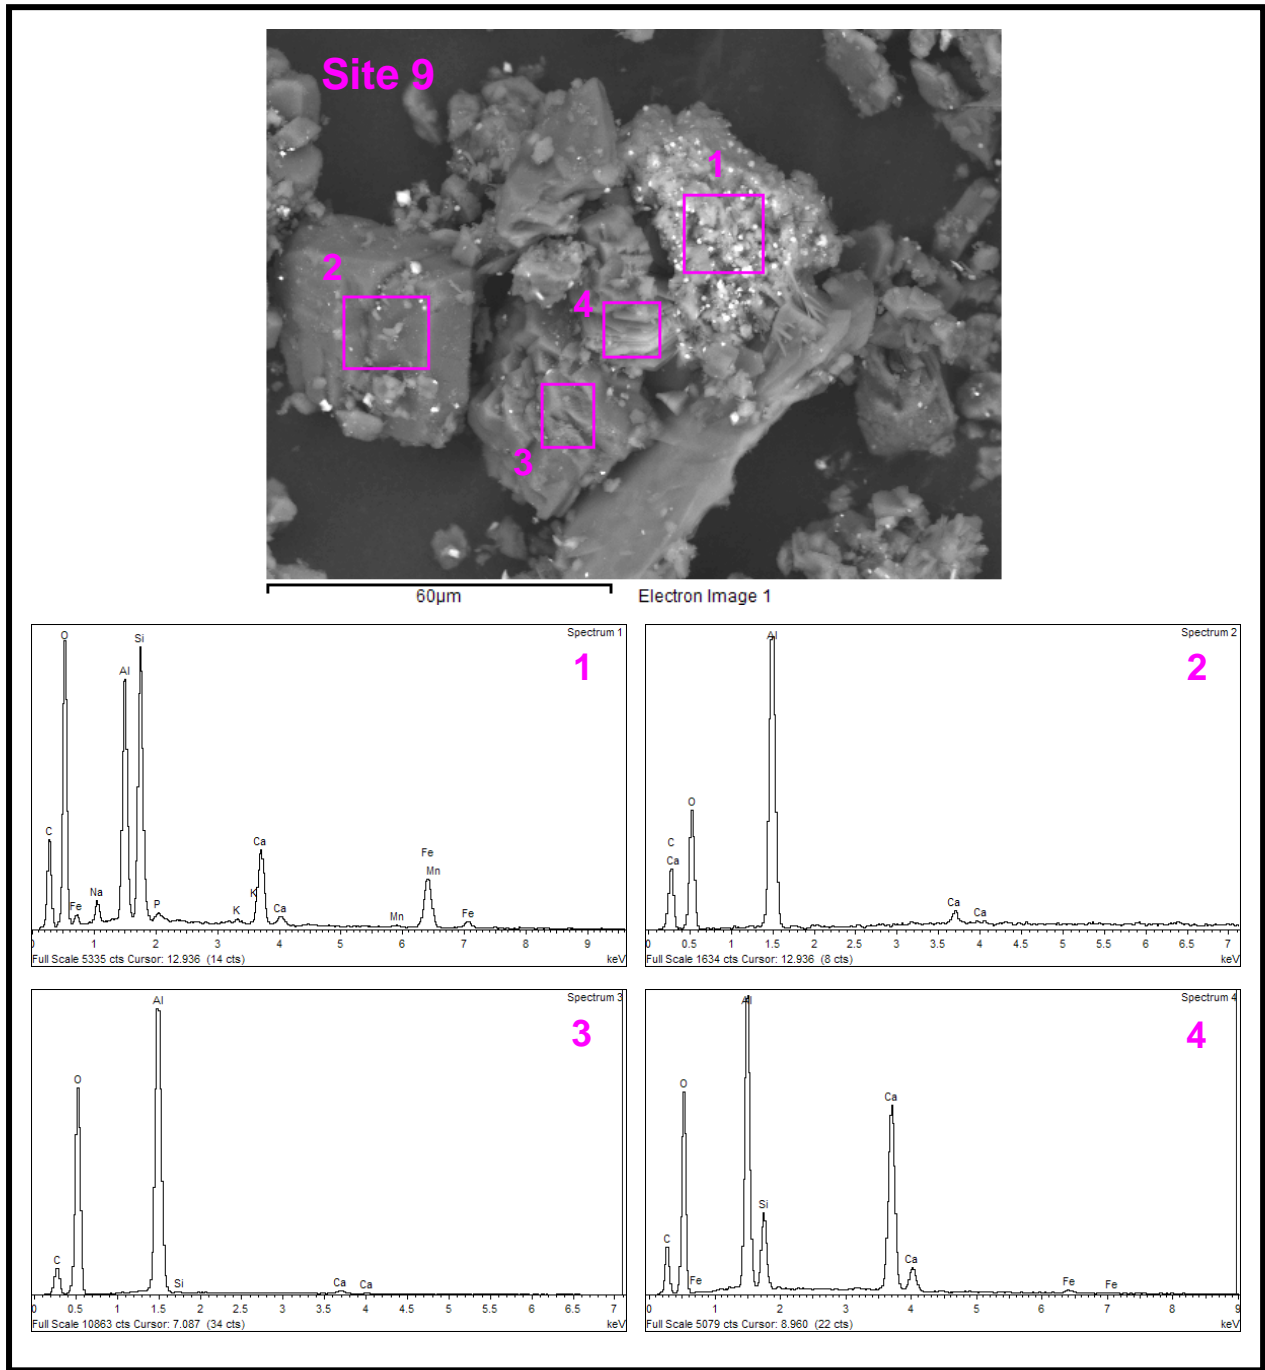 Site 9
1
2
4
3
60µm
Electron Image 1
Spectrum 1
1
O
Si
Al
C
Ca
Fe
Mn
Na
Fe
P
K
K
Ca
Mn
Fe
0 1 2 3 4 5 6 7 8 9
Full Scale 5335 cts Cursor: 12.936 (14 cts) keV
Spectrum 2
2
Al
O
C
Ca
Ca
Ca
0 0.5 1 1.5 2 2.5 3 3.5 4 4.5 5 5.5 6 6.5 7
Full Scale 1634 cts Cursor: 12.936 (8 cts) keV
Spectrum 3
3
Al
O
C
Si
Ca
Ca
0 0.5 1 1.5 2 2.5 3 3.5 4 4.5 5 5.5 6 6.5 7
Full Scale 10863 cts Cursor: 7.087 (34 cts) keV
Spectrum 4
4
Al
O
Ca
Si
C
Ca
Fe
Fe
Fe
0 1 2 3 4 5 6 7 8 9
Full Scale 5079 cts Cursor: 8.960 (22 cts) keV